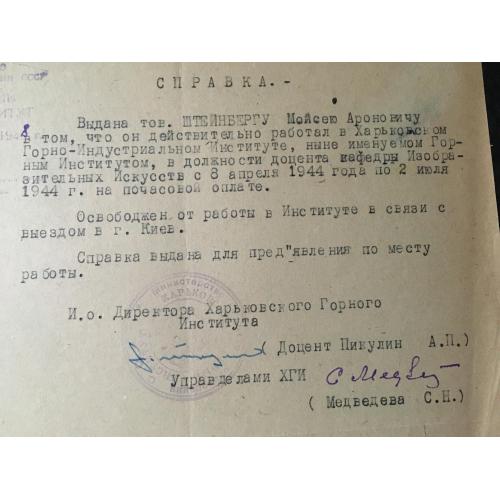 СССР
СПРАВКА.-
Выдана тов. ШТЕЙНБЕРГУ Мойсею Ароновичу
в том, что он действительно работал в Харьковском
Горно-Индустриальном Институте, ныне именуемом Гор-
ным Институтом, в должности доцента кафедры Изобра-
зительных Искусств с 8 апреля 1944 года по 2 июля
1944 г. на почасовой оплате.
Освобожден от работы в Институте в связи с
выездом в г. Киев.
Справка выдана для пред"явления по месту
работы.
И.о. Директора Харьковского Горного
Института
( Доцент Пикулин А.П.)
Управделами ХГИ С Медвед
( Медведева С.Н.)